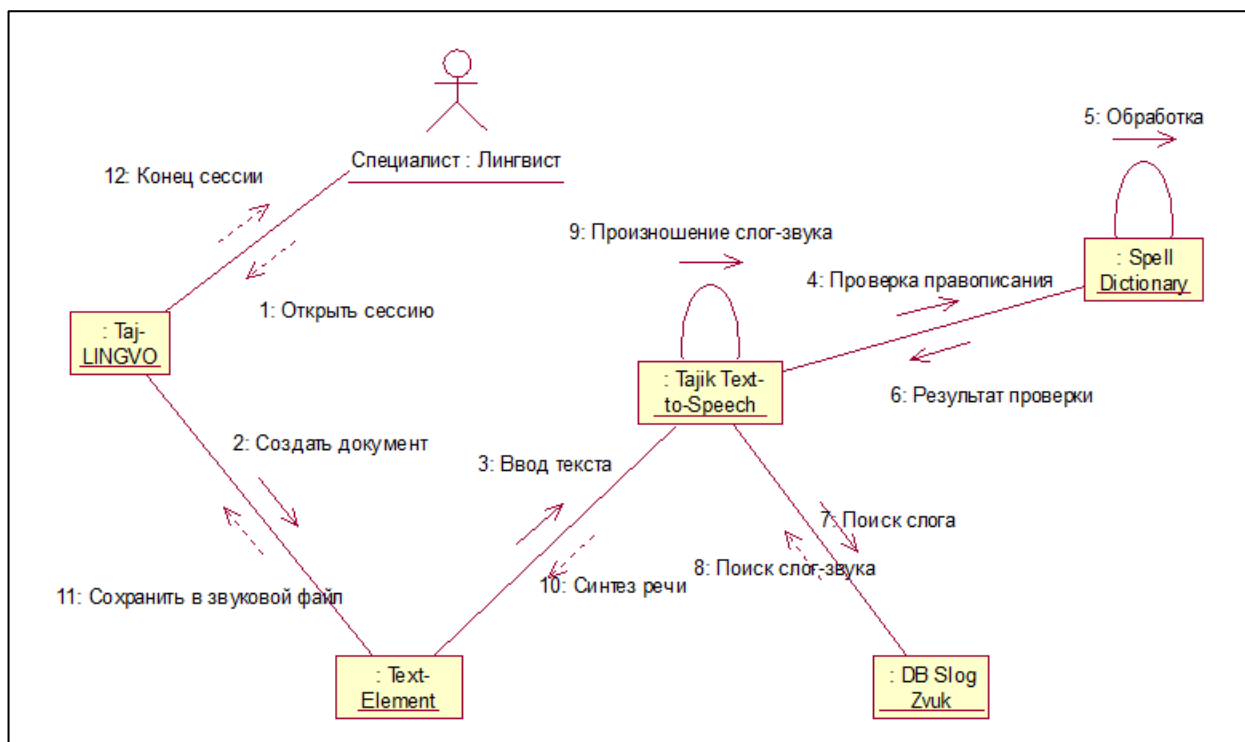 5: Обработка
Специалист : Лингвист
12: Конец сессии
9: Произношение слог-звука
: Spell
Dictionary
4: Проверка правописания
1: Открыть сессию
: Taj-
LINGVO
: Tajik Text-
to-Speech
6: Результат проверки
2: Создать документ
3: Ввод текста
7: Поиск слога
8: Поиск слог-звука
10: Синтез речи
11: Сохранить в звуковой файл
: Text-
Element
: DB Slog
Zvuk